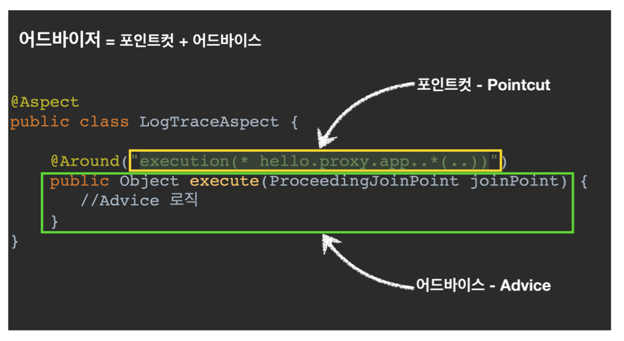 어드바이저 = 포인트컷 + 어드바이스
포인트컷 - Pointcut
@Aspect
public class LogTraceAspect {
@Around("execution(* hello.proxy.app..*(..))")
public Object execute(ProceedingJoinPoint joinPoint) {
//Advice 로직
}
}
어드바이스 - Advice